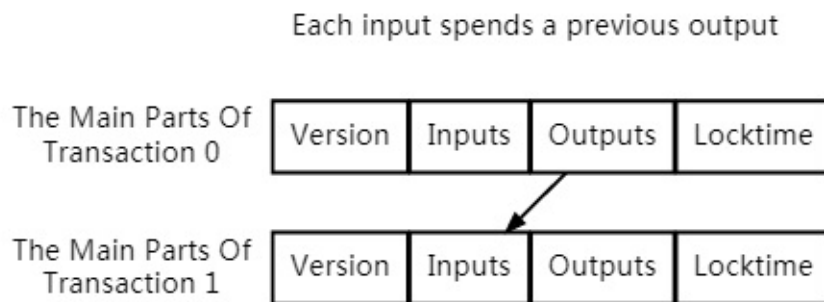 Each input spends a previous output
The Main Parts Of
Transaction 0
Version Inputs Outputs Locktime
The Main Parts Of
Transaction 1
Version Inputs Outputs Locktime